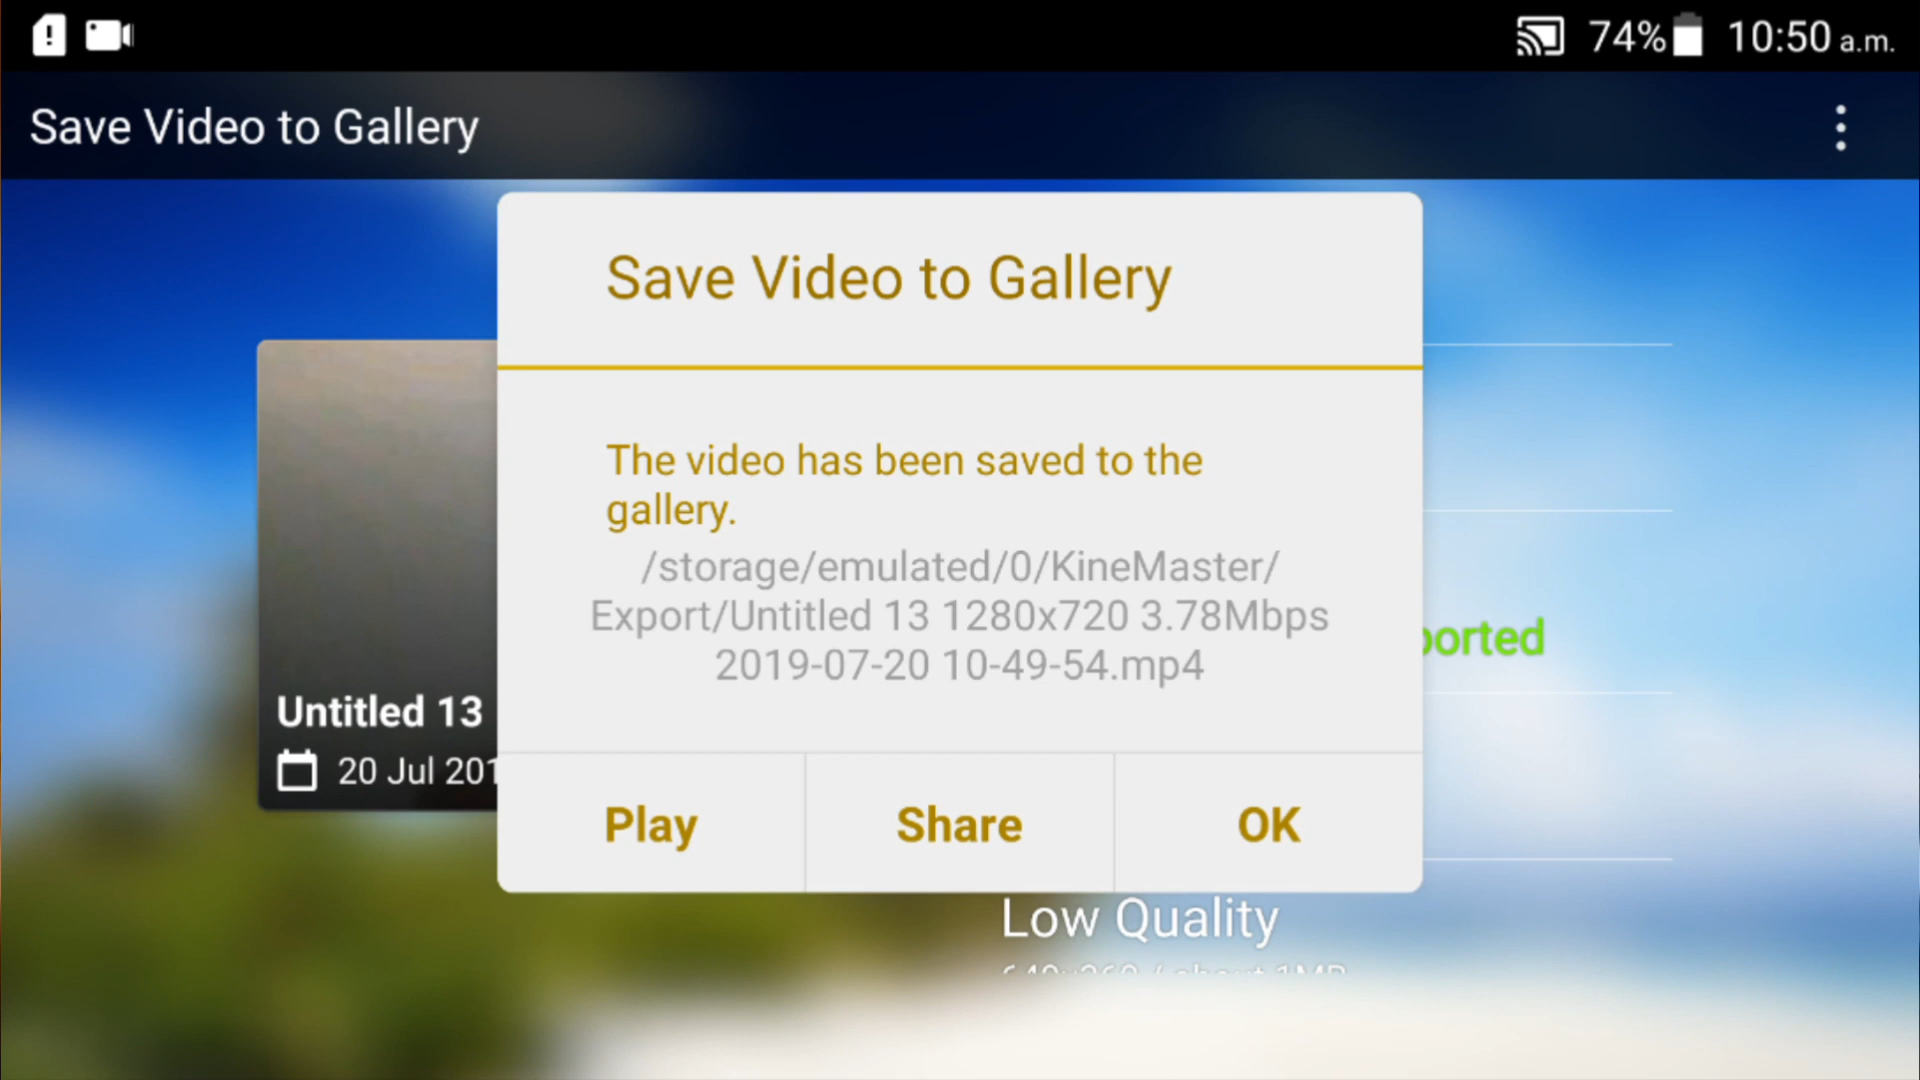 74% 10:50 a.m.
Save Video to Gallery
Save Video to Gallery
The video has been saved to the
gallery.
/storage/emulated/0/KineMaster/
Export/Untitled 13 1280x720 3.78Mbps
2019-07-20 10-49-54.mp4
ported
Untitled 13
20 Jul 201
Play Share OK
Low Quality